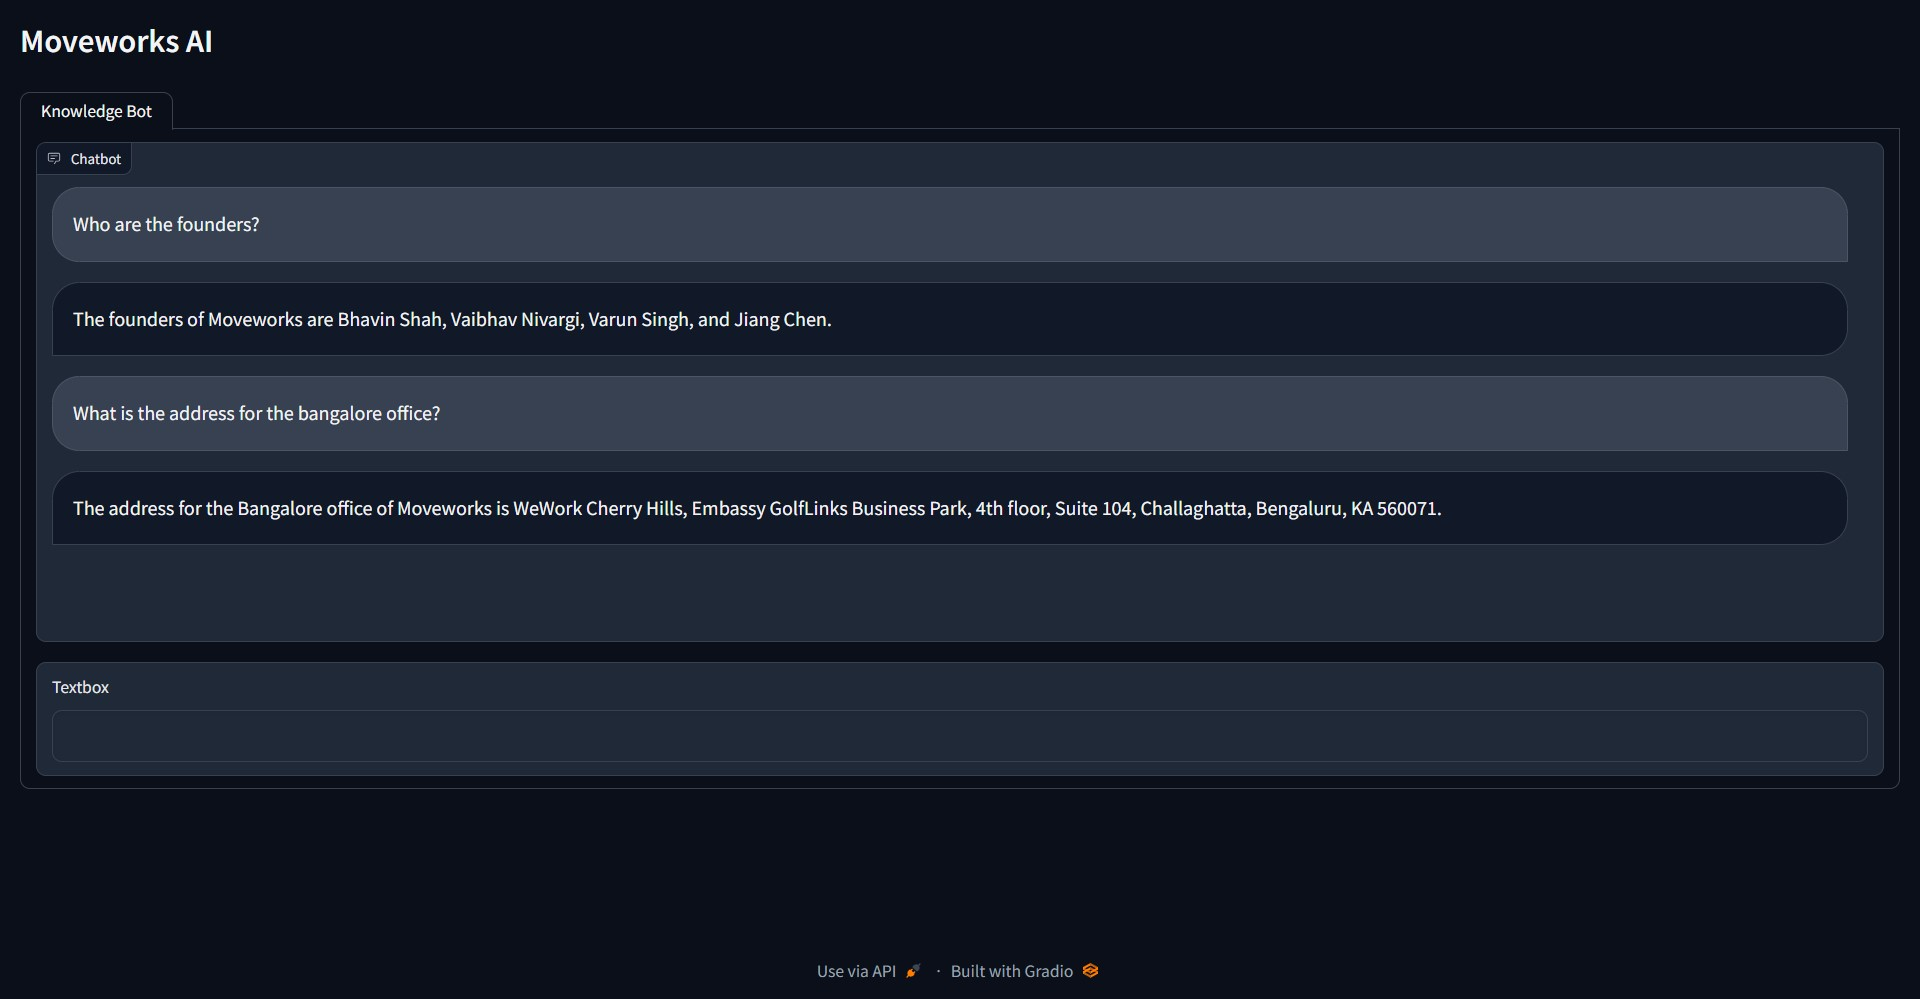 Moveworks AI
Knowledge Bot
Chatbot
Who are the founders?
The founders of Moveworks are Bhavin Shah, Vaibhav Nivargi, Varun Singh, and Jiang Chen.
What is the address for the bangalore office?
The address for the Bangalore office of Moveworks is WeWork Cherry Hills, Embassy GolfLinks Business Park, 4th floor, Suite 104, Challaghatta, Bengaluru, KA 560071.
Textbox
Use via API · Built with Gradio